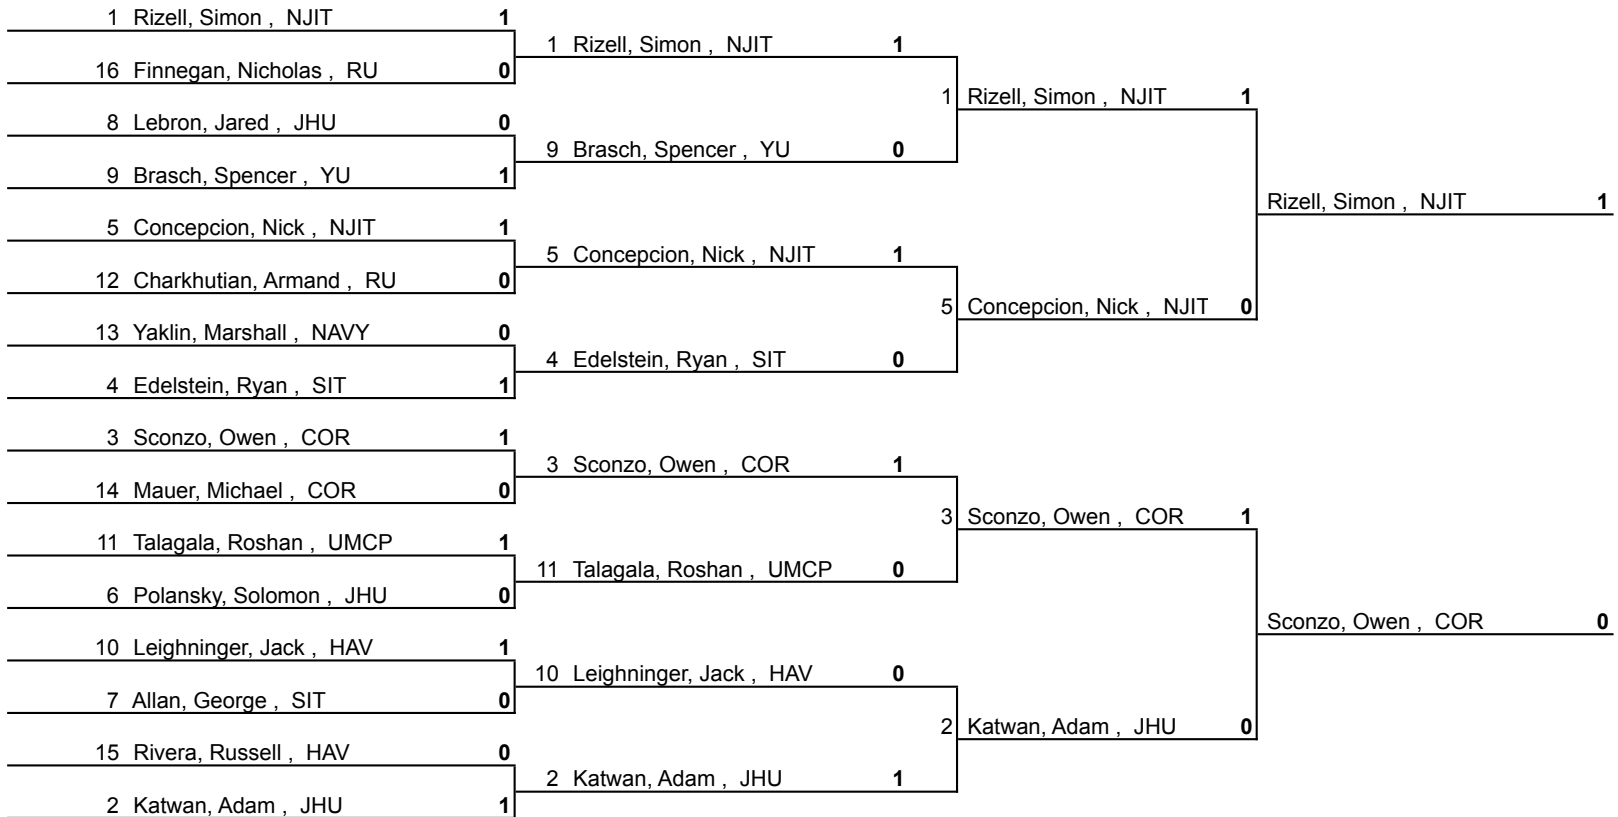 1 Rizell, Simon , NJIT 1
16 Finnegan, Nicholas , RU 0
8 Lebron, Jared , JHU 0
9 Brasch, Spencer , YU 1
5 Concepcion, Nick , NJIT 1
12 Charkhutian, Armand , RU 0
13 Yaklin, Marshall , NAVY 0
4 Edelstein, Ryan , SIT 1
3 Sconzo, Owen , COR 1
14 Mauer, Michael , COR 0
11 Talagala, Roshan , UMCP 1
6 Polansky, Solomon , JHU 0
10 Leighninger, Jack , HAV 1
7 Allan, George , SIT 0
15 Rivera, Russell , HAV 0
2 Katwan, Adam , JHU 1
1 Rizell, Simon , NJIT 1
9 Brasch, Spencer , YU 0
5 Concepcion, Nick , NJIT 1
4 Edelstein, Ryan , SIT 0
3 Sconzo, Owen , COR 1
11 Talagala, Roshan , UMCP 0
10 Leighninger, Jack , HAV 0
2 Katwan, Adam , JHU 1
1 Rizell, Simon , NJIT 1
5 Concepcion, Nick , NJIT 0
3 Sconzo, Owen , COR 1
2 Katwan, Adam , JHU 0
Rizell, Simon , NJIT 1
Sconzo, Owen , COR 0